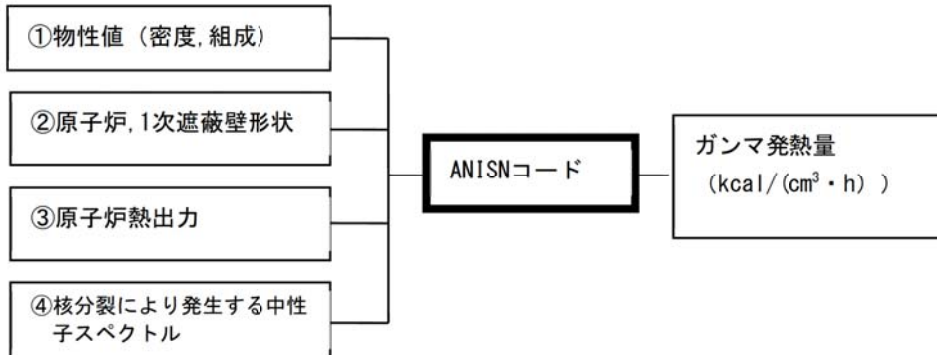 ①物性値（密度,組成）
②原子炉,1次遮蔽壁形状
③原子炉熱出力
④核分裂により発生する中性
子スペクトル
ANISNコード
ガンマ発熱量
（kcal/(cm³・h)）